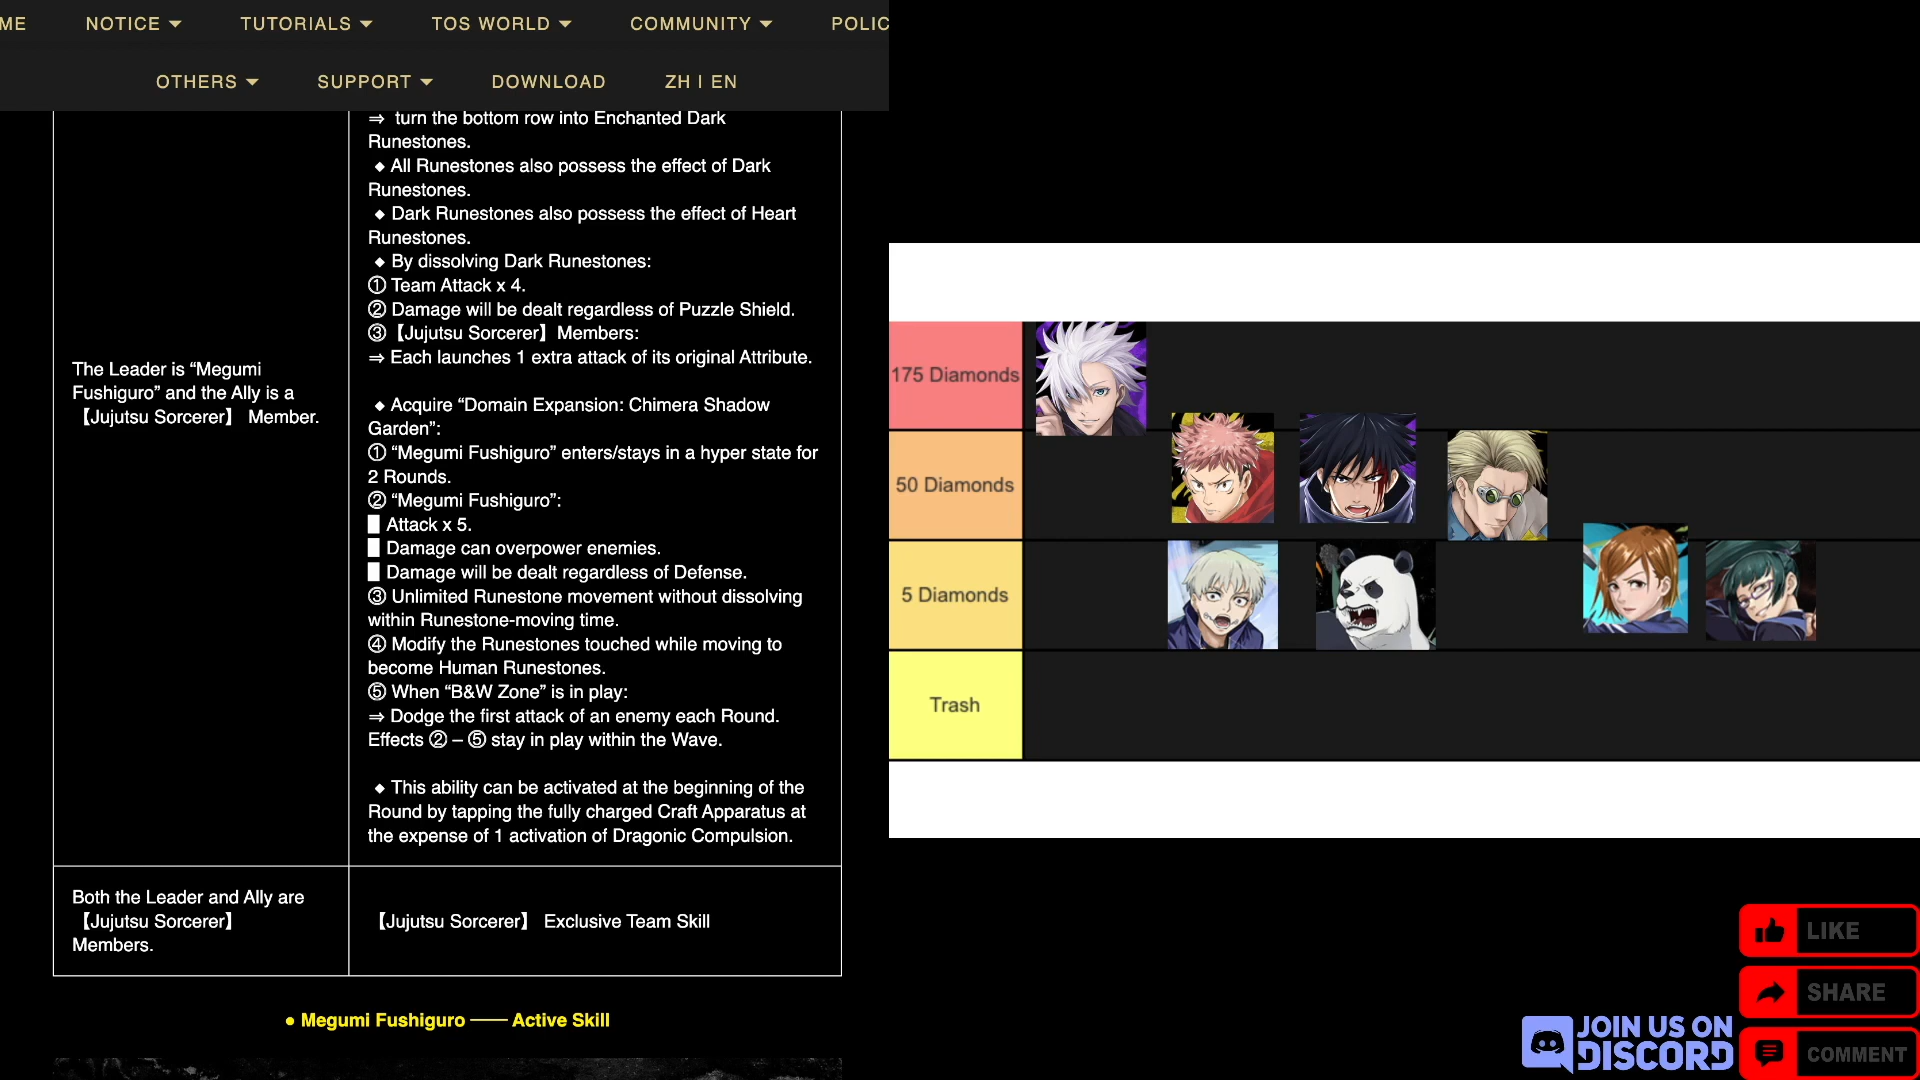 ME
NOTICE
TUTORIALS
TOS WORLD
COMMUNITY
POLIC
OTHERS
SUPPORT
DOWNLOAD
ZH | EN
The Leader is “Megumi
Fushiguro” and the Ally is a
【Jujutsu Sorcerer】 Member.
⇒ turn the bottom row into Enchanted Dark
Runestones.
⬥ All Runestones also possess the effect of Dark
Runestones.
⬥ Dark Runestones also possess the effect of Heart
Runestones.
⬥ By dissolving Dark Runestones:
① Team Attack x 4.
② Damage will be dealt regardless of Puzzle Shield.
③【Jujutsu Sorcerer】Members:
⇒ Each launches 1 extra attack of its original Attribute.
⬥ Acquire “Domain Expansion: Chimera Shadow
Garden”:
① “Megumi Fushiguro” enters/stays in a hyper state for
2 Rounds.
② “Megumi Fushiguro”:
█ Attack x 5.
█ Damage can overpower enemies.
█ Damage will be dealt regardless of Defense.
③ Unlimited Runestone movement without dissolving
within Runestone-moving time.
④ Modify the Runestones touched while moving to
become Human Runestones.
⑤ When “B&W Zone” is in play:
⇒ Dodge the first attack of an enemy each Round.
Effects ② – ⑤ stay in play within the Wave.
⬥ This ability can be activated at the beginning of the
Round by tapping the fully charged Craft Apparatus at
the expense of 1 activation of Dragonic Compulsion.
Both the Leader and Ally are
【Jujutsu Sorcerer】
Members.
【Jujutsu Sorcerer】 Exclusive Team Skill
● Megumi Fushiguro —— Active Skill
175 Diamonds
50 Diamonds
5 Diamonds
Trash
LIKE
SHARE
COMMENT
JOIN US ON
DISCORD